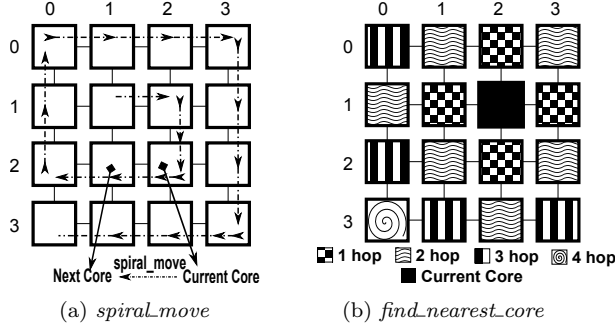 0 1 2 3
0
1
2
3
spiral_move
Next Core
Current Core
(a) spiral_move
0 1 2 3
0
1
2
3
1 hop 2 hop 3 hop 4 hop
Current Core
(b) find_nearest_core